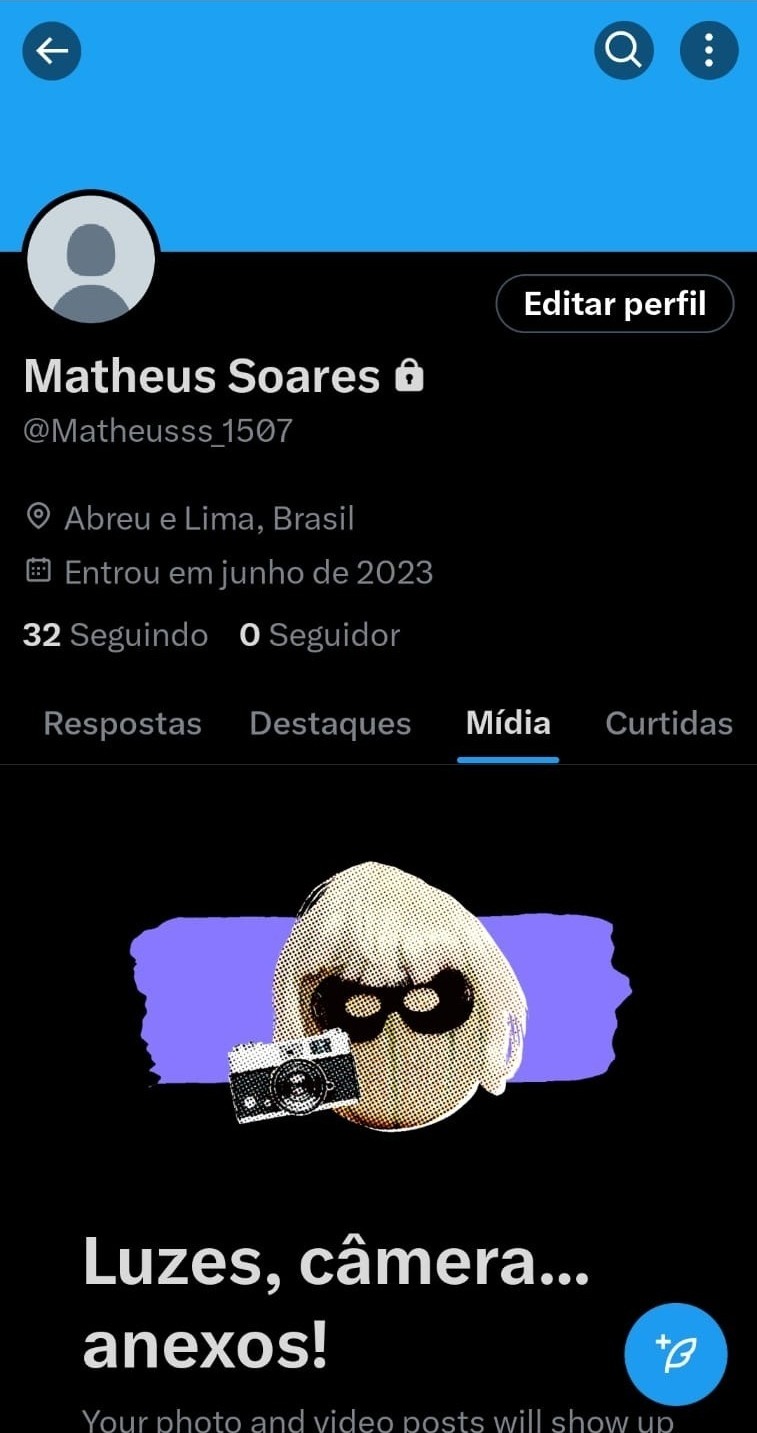 Editar perfil
Matheus Soares
@Matheusss_1507
Abreu e Lima, Brasil
Entrou em junho de 2023
32 Seguindo 0 Seguidor
Respostas Destaques Mídia Curtidas
Luzes, câmera...
anexos!
Your photo and video posts will show up